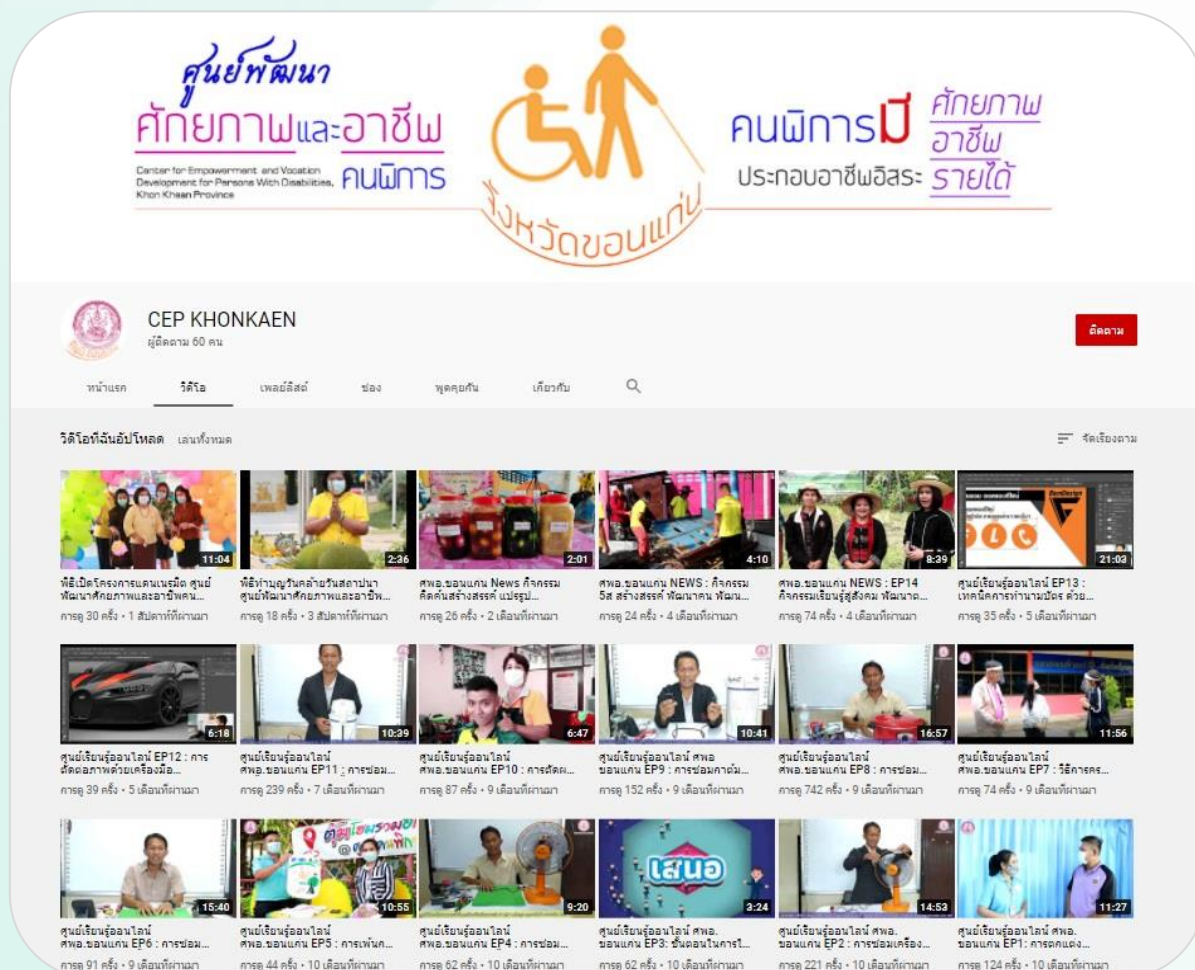 ศูนย์พัฒนา
ศักยภาพและอาชีพ
คนพิการ
Center for Empowerment and Vocation
Development for Persons With Disabilities,
Khon Khean Province
จังหวัดขอนแก่น
คนพิการมี
ประกอบอาชีพอิสระ
ศักยภาพ
อาชีพ
รายได้
CEP KHONKAEN
ผู้ติดตาม 60 คน
ติดตาม
หน้าแรก วิดีโอ เพลย์ลิสต์ ช่อง พูดคุยกัน เกี่ยวกับ
วิดีโอที่ฉันอัปโหลด เล่นทั้งหมด
จัดเรียงตาม
11:04 2:36 2:01 4:10 8:39 21:03
พิธีเปิดโครงการแดนเนรมิต ศูนย์
พัฒนาศักยภาพและอาชีพคน...
การดู 30 ครั้ง • 1 สัปดาห์ที่ผ่านมา
พิธีทำบุญวันคล้ายวันสถาปนา
ศูนย์พัฒนาศักยภาพและอาชีพ...
การดู 18 ครั้ง • 3 สัปดาห์ที่ผ่านมา
ศพอ.ขอนแก่น News กิจกรรม
คิดค้นสร้างสรรค์ แปรรูป...
การดู 26 ครั้ง • 2 เดือนที่ผ่านมา
ศพอ.ขอนแก่น NEWS : กิจกรรม
5ส สร้างสรรค์ พัฒนาคน พัฒน...
การดู 24 ครั้ง • 4 เดือนที่ผ่านมา
ศพอ.ขอนแก่น NEWS : EP14
กิจกรรมเรียนรู้สู่สังคม พัฒนาต...
การดู 74 ครั้ง • 4 เดือนที่ผ่านมา
ศูนย์เรียนรู้ออนไลน์ EP13 :
เทคนิคการทำนามบัตร ด้วย...
การดู 35 ครั้ง • 5 เดือนที่ผ่านมา
6:18 10:39 6:47 10:41 16:57 11:56
ศูนย์เรียนรู้ออนไลน์ EP12 : การ
ตัดต่อภาพด้วยเครื่องมือ...
การดู 39 ครั้ง • 5 เดือนที่ผ่านมา
ศูนย์เรียนรู้ออนไลน์
ศพอ.ขอนแก่น EP11 : การซ่อม...
การดู 239 ครั้ง • 7 เดือนที่ผ่านมา
ศูนย์เรียนรู้ออนไลน์
ศพอ.ขอนแก่น EP10 : การตัดผ...
การดู 87 ครั้ง • 9 เดือนที่ผ่านมา
ศูนย์เรียนรู้ออนไลน์ ศพอ
ขอนแก่น EP9 : การซ่อมกาต้ม...
การดู 152 ครั้ง • 9 เดือนที่ผ่านมา
ศูนย์เรียนรู้ออนไลน์
ศพอ.ขอนแก่น EP8 : การซ่อม...
การดู 742 ครั้ง • 9 เดือนที่ผ่านมา
ศูนย์เรียนรู้ออนไลน์
ศพอ.ขอนแก่น EP7 : วิธีการคร...
การดู 74 ครั้ง • 9 เดือนที่ผ่านมา
15:40 10:55 9:20 3:24 14:53 11:27
เสนอ
ศูนย์เรียนรู้ออนไลน์
ศพอ.ขอนแก่น EP6 : การซ่อม...
การดู 91 ครั้ง • 9 เดือนที่ผ่านมา
ศูนย์เรียนรู้ออนไลน์
ศพอ.ขอนแก่น EP5 : การเพ้นท...
การดู 44 ครั้ง • 10 เดือนที่ผ่านมา
ศูนย์เรียนรู้ออนไลน์
ศพอ.ขอนแก่น EP4 : การซ่อม...
การดู 62 ครั้ง • 10 เดือนที่ผ่านมา
ศูนย์เรียนรู้ออนไลน์ ศพอ.
ขอนแก่น EP3: ขั้นตอนในการใ...
การดู 62 ครั้ง • 10 เดือนที่ผ่านมา
ศูนย์เรียนรู้ออนไลน์ ศพอ.
ขอนแก่น EP2 : การซ่อมเครื่อง...
การดู 221 ครั้ง • 10 เดือนที่ผ่านมา
ศูนย์เรียนรู้ออนไลน์ ศพอ.
ขอนแก่น EP1: การตกแต่ง...
การดู 124 ครั้ง • 10 เดือนที่ผ่านมา